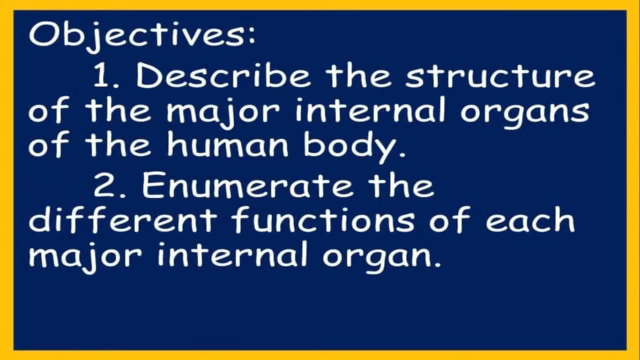 Objectives:
1. Describe the structure
of the major internal organs
of the human body.
2. Enumerate the
different functions of each
major internal organ.